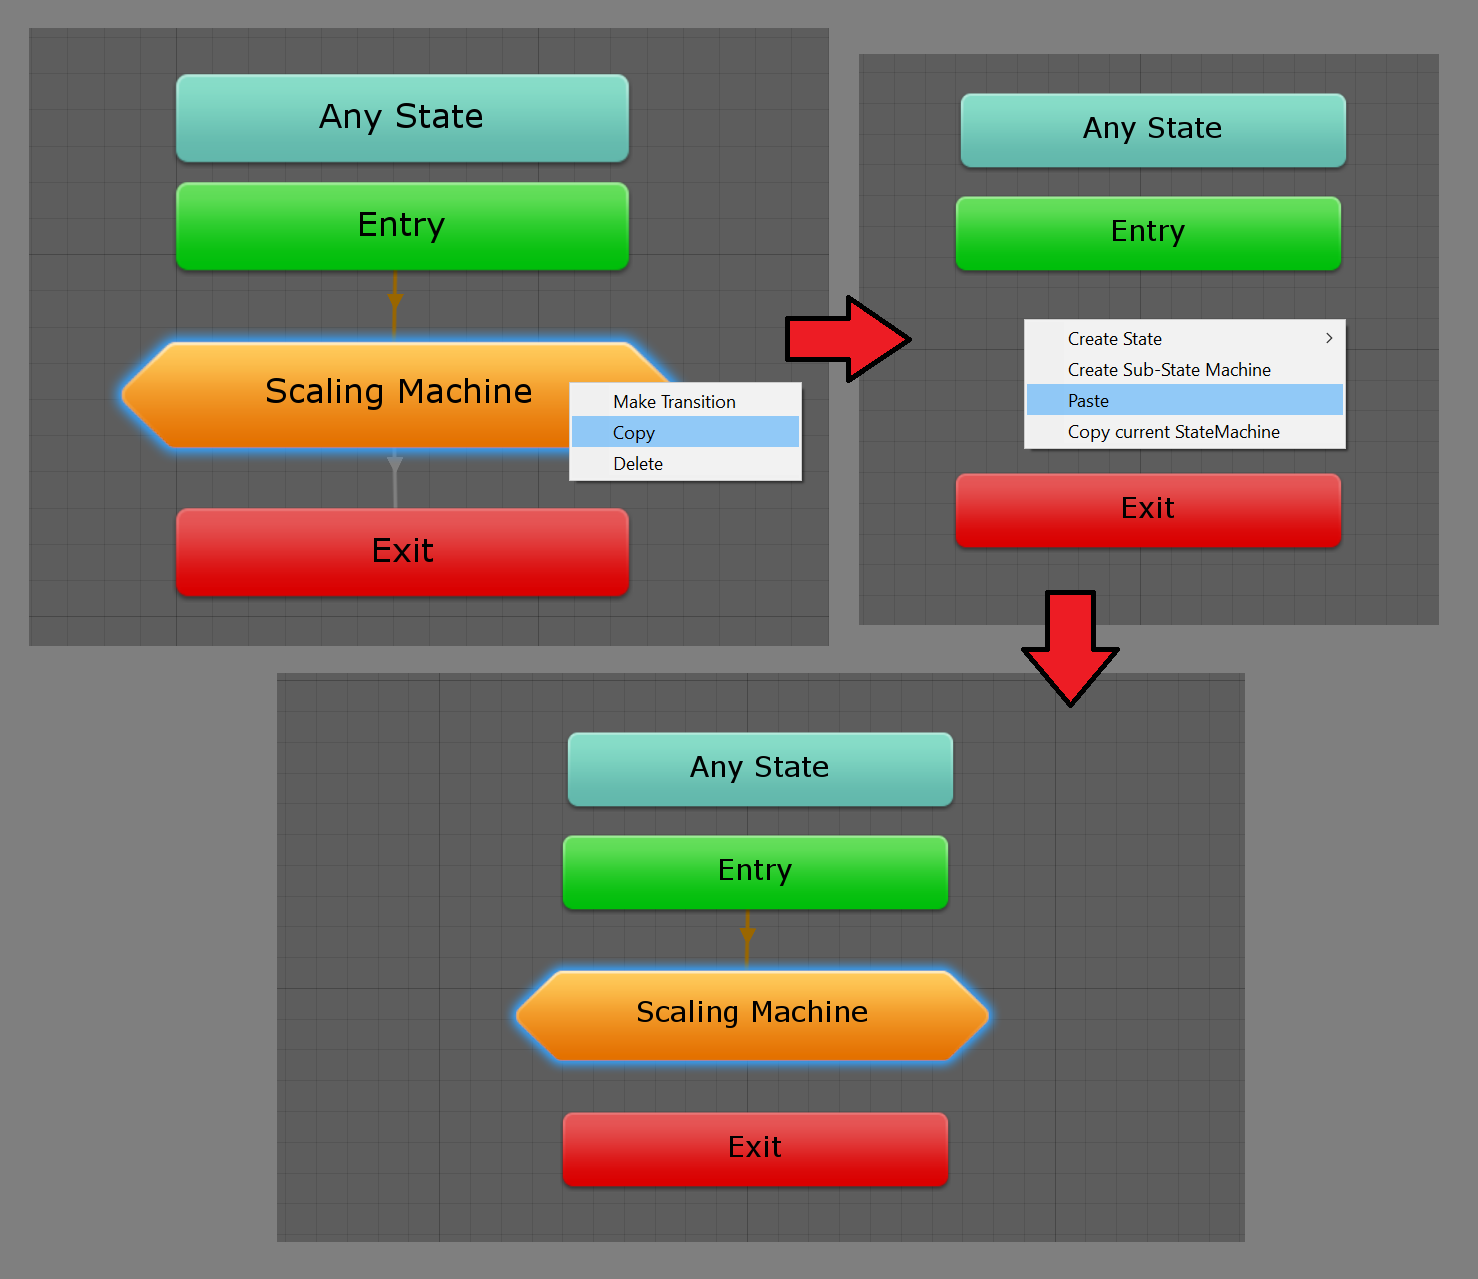 Any State
Entry
Scaling Machine
Make Transition
Copy
Delete
Exit
Any State
Entry
Create State
Create Sub-State Machine
Paste
Copy current StateMachine
Exit
Any State
Entry
Scaling Machine
Exit